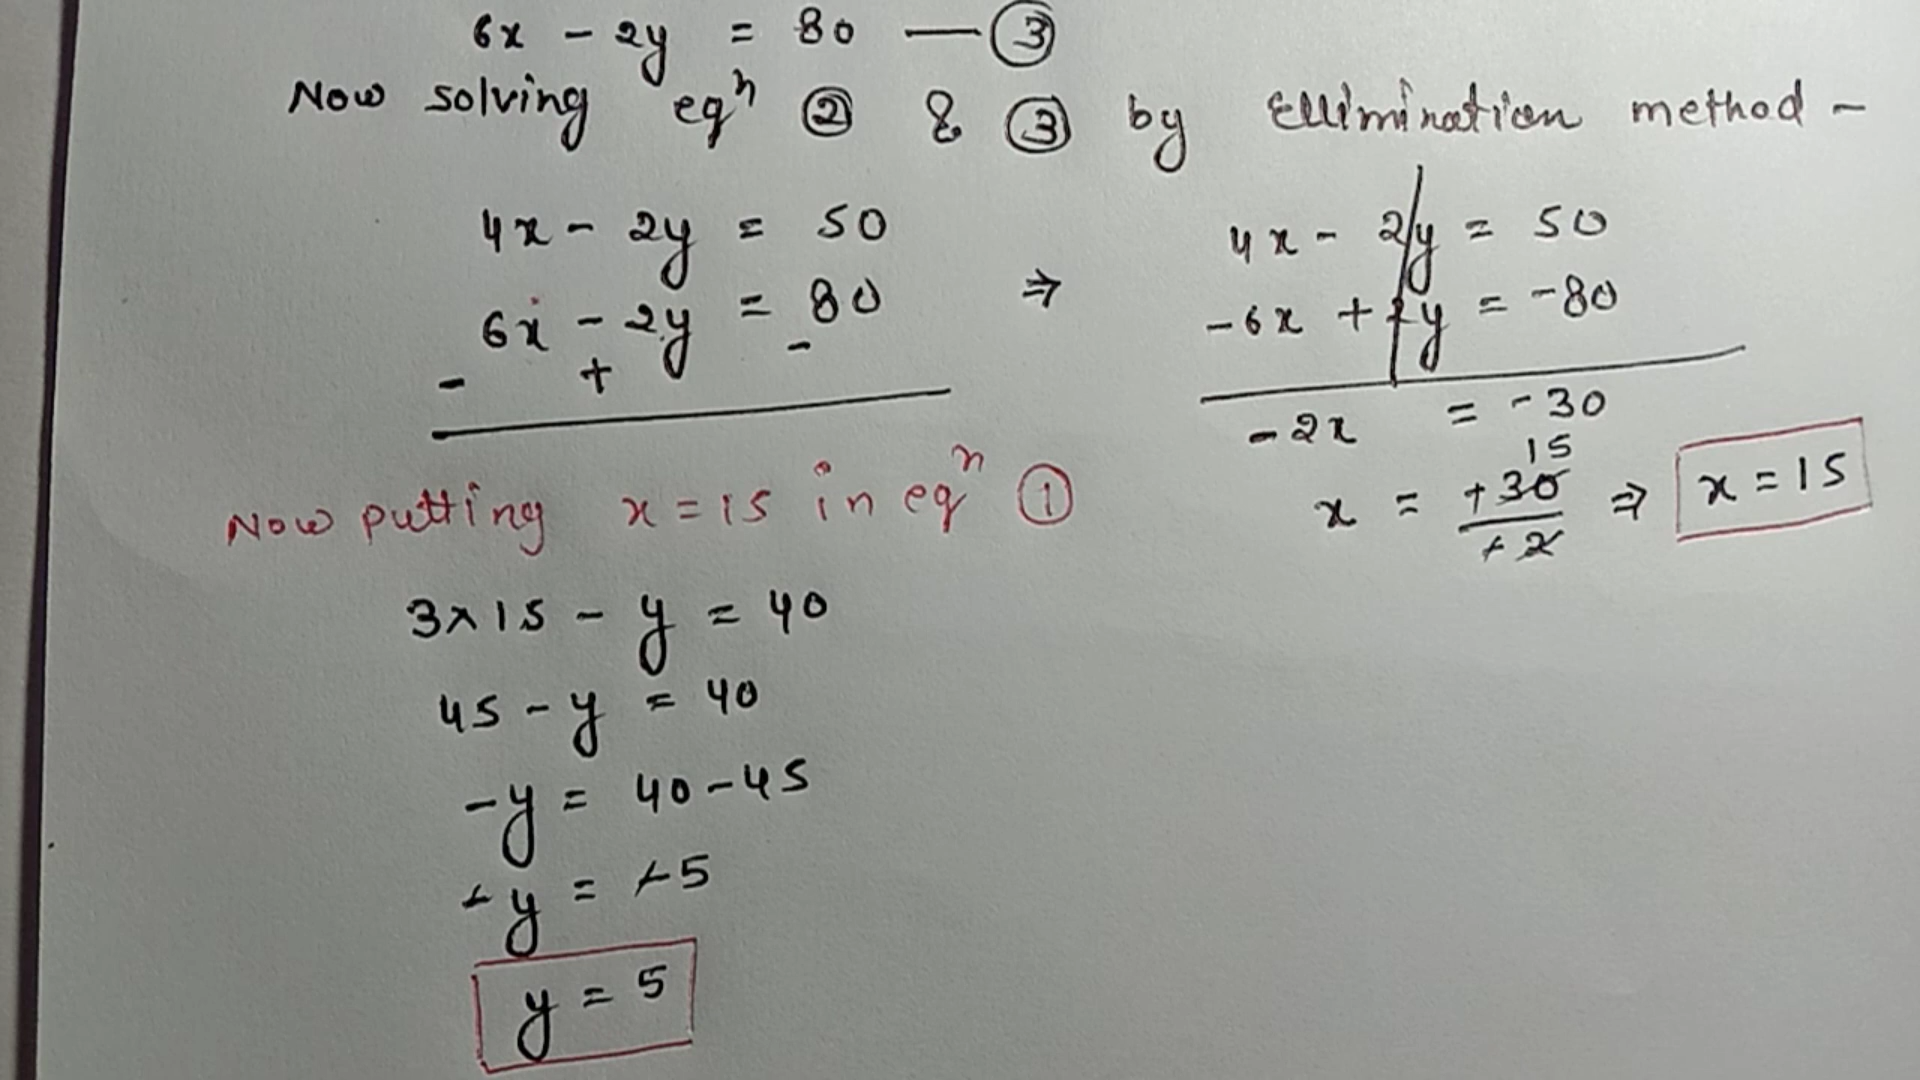 6x - 2y = 80 — ③
Now solving eqⁿ ② & ③ by Ellimination method -
4x - 2y = 50
6x - 2y = 80
- + -
⇒
4x - 2y = 50
-6x + 2y = -80
-2x = -30
15
x = +30/+2 ⇒ x = 15
Now putting x = 15 in eqⁿ ①
3×15 - y = 40
45 - y = 40
-y = 40 - 45
+y = +5
y = 5